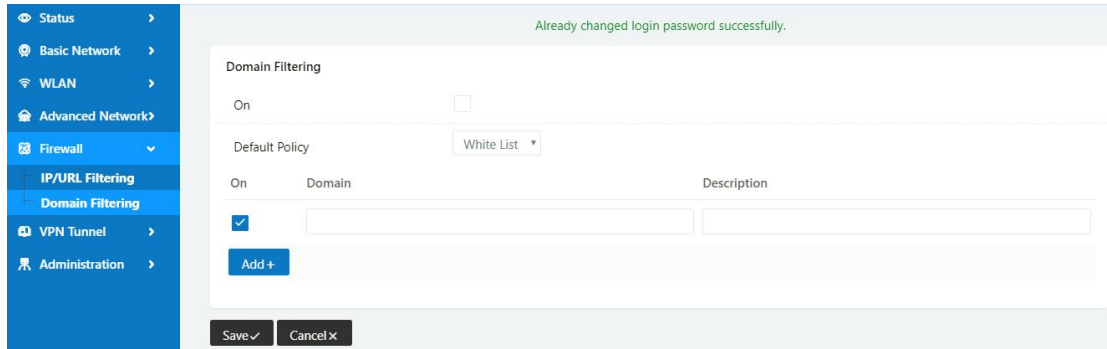 Status
Basic Network
WLAN
Advanced Network
Firewall
IP/URL Filtering
Domain Filtering
VPN Tunnel
Administration
Already changed login password successfully.
Domain Filtering
On
Default Policy White List
On Domain Description
Add +
Save Cancel